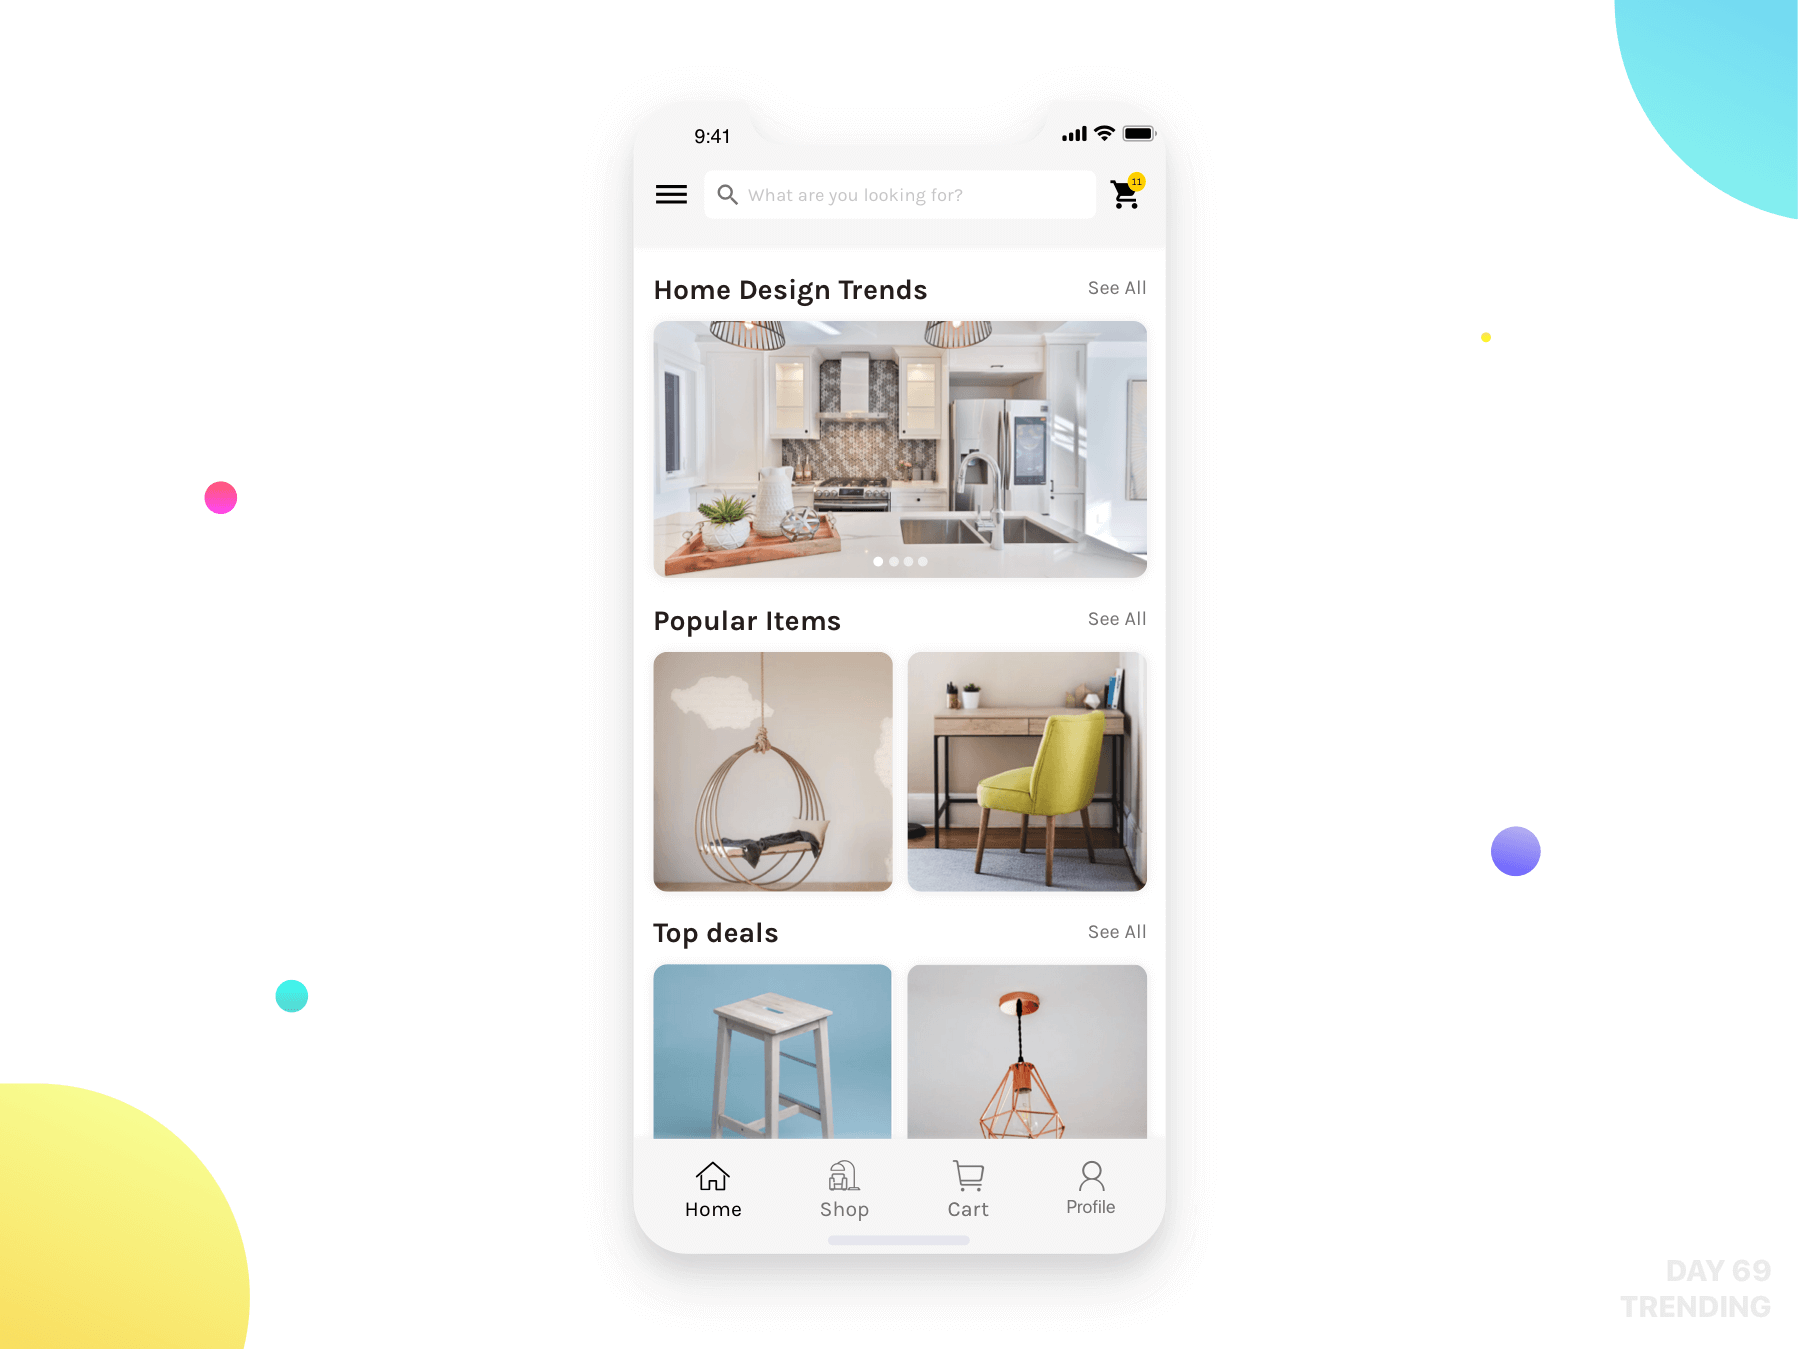 9:41
What are you looking for?
11
Home Design Trends
See All
Popular Items
See All
Top deals
See All
Home
Shop
Cart
Profile
DAY 69
TRENDING